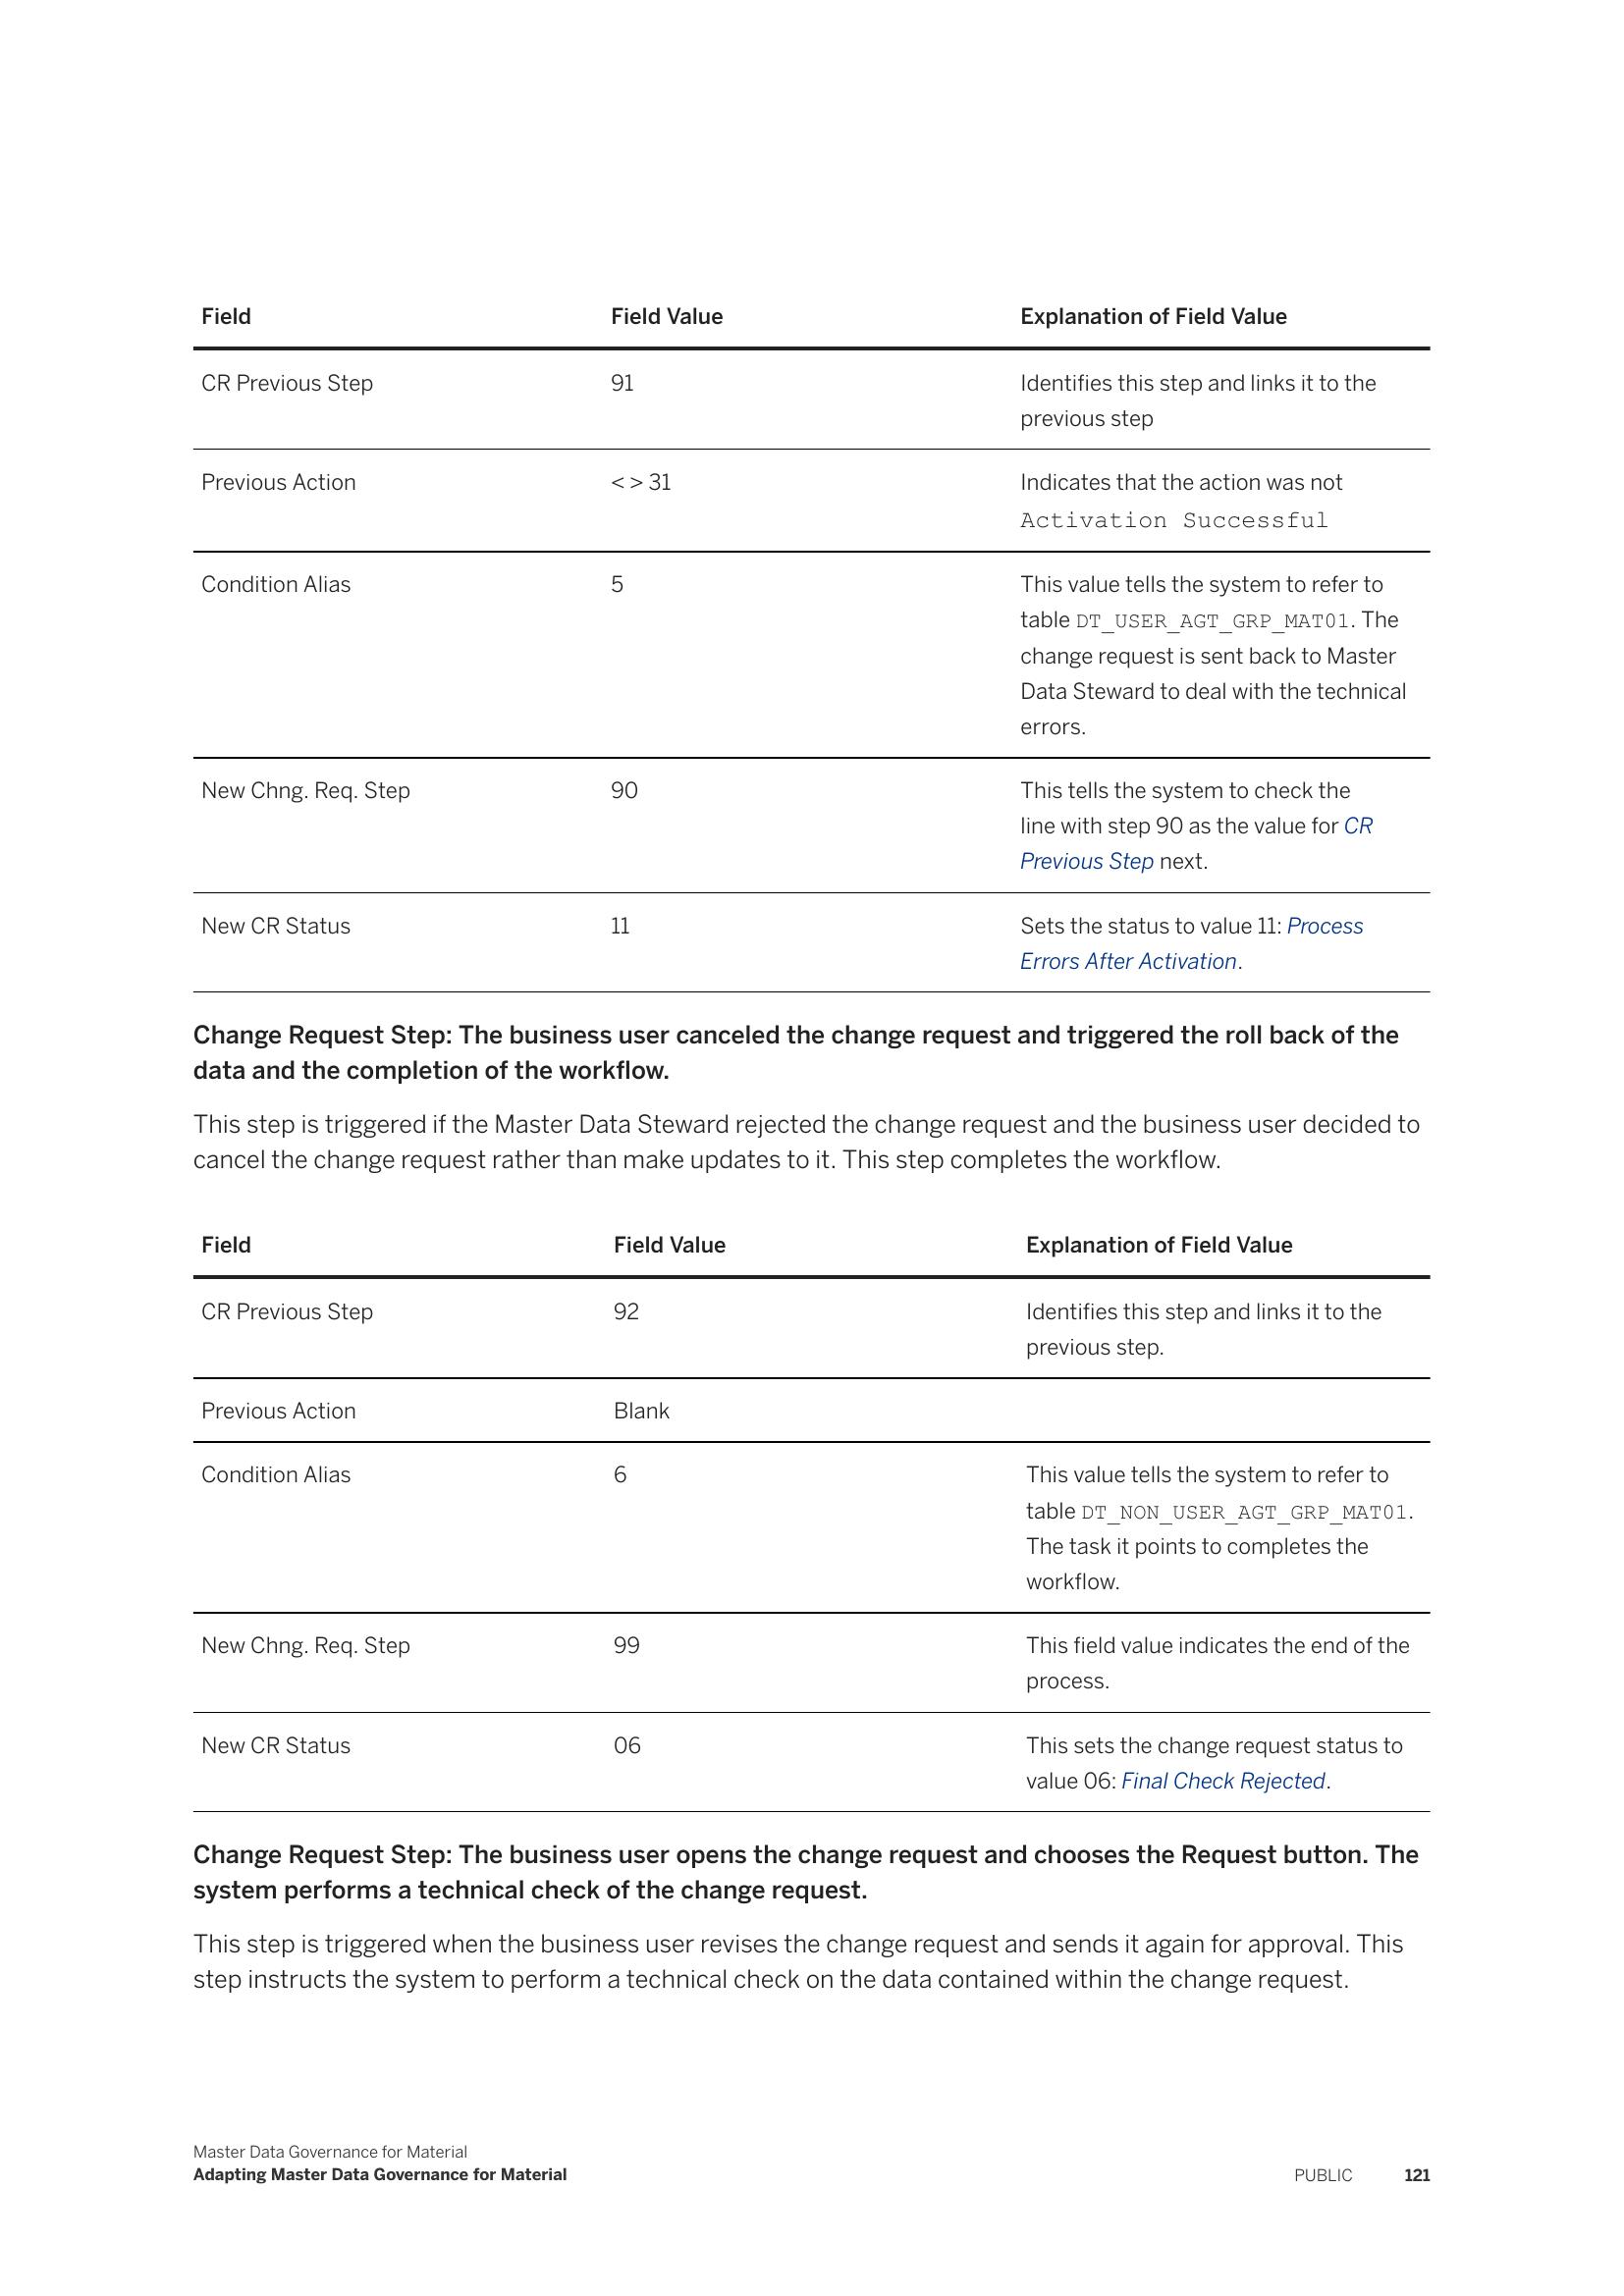 Field Field Value Explanation of Field Value
CR Previous Step 91 Identifies this step and links it to the
previous step
Previous Action < > 31 Indicates that the action was not
Activation Successful
Condition Alias 5 This value tells the system to refer to
table DT_USER_AGT_GRP_MAT01. The
change request is sent back to Master
Data Steward to deal with the technical
errors.
New Chng. Req. Step 90 This tells the system to check the
line with step 90 as the value for CR
Previous Step next.
New CR Status 11 Sets the status to value 11: Process
Errors After Activation.
Change Request Step: The business user canceled the change request and triggered the roll back of the
data and the completion of the workflow.
This step is triggered if the Master Data Steward rejected the change request and the business user decided to
cancel the change request rather than make updates to it. This step completes the workflow.
Field Field Value Explanation of Field Value
CR Previous Step 92 Identifies this step and links it to the
previous step.
Previous Action Blank
Condition Alias 6 This value tells the system to refer to
table DT_NON_USER_AGT_GRP_MAT01.
The task it points to completes the
workflow.
New Chng. Req. Step 99 This field value indicates the end of the
process.
New CR Status 06 This sets the change request status to
value 06: Final Check Rejected.
Change Request Step: The business user opens the change request and chooses the Request button. The
system performs a technical check of the change request.
This step is triggered when the business user revises the change request and sends it again for approval. This
step instructs the system to perform a technical check on the data contained within the change request.
Master Data Governance for Material
Adapting Master Data Governance for Material PUBLIC 121